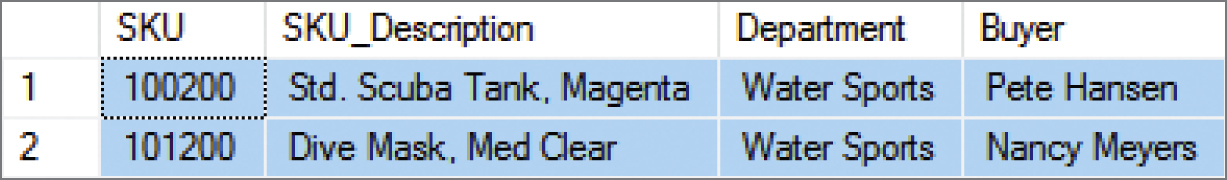 SKU SKU_Description Department Buyer
1 100200 Std. Scuba Tank, Magenta Water Sports Pete Hansen
2 101200 Dive Mask, Med Clear Water Sports Nancy Meyers